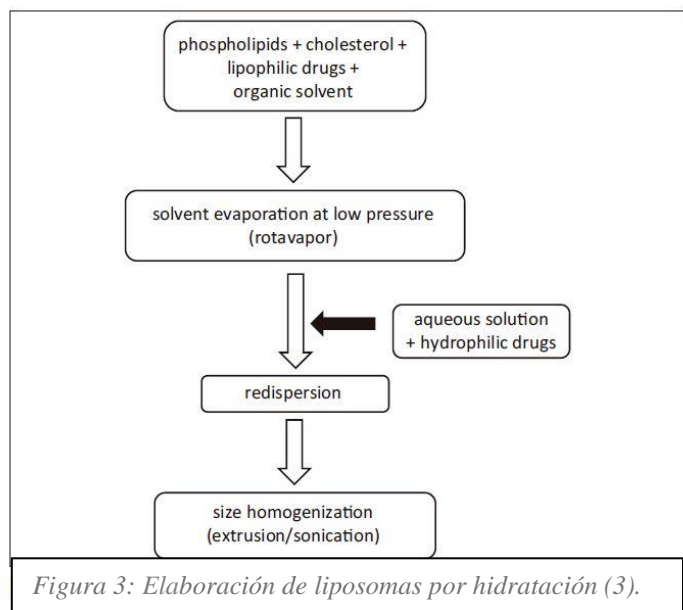 phospholipids + cholesterol +
lipophilic drugs +
organic solvent
solvent evaporation at low pressure
(rotavapor)
aqueous solution
+ hydrophilic drugs
redispersion
size homogenization
(extrusion/sonication)
Figura 3: Elaboración de liposomas por hidratación (3).